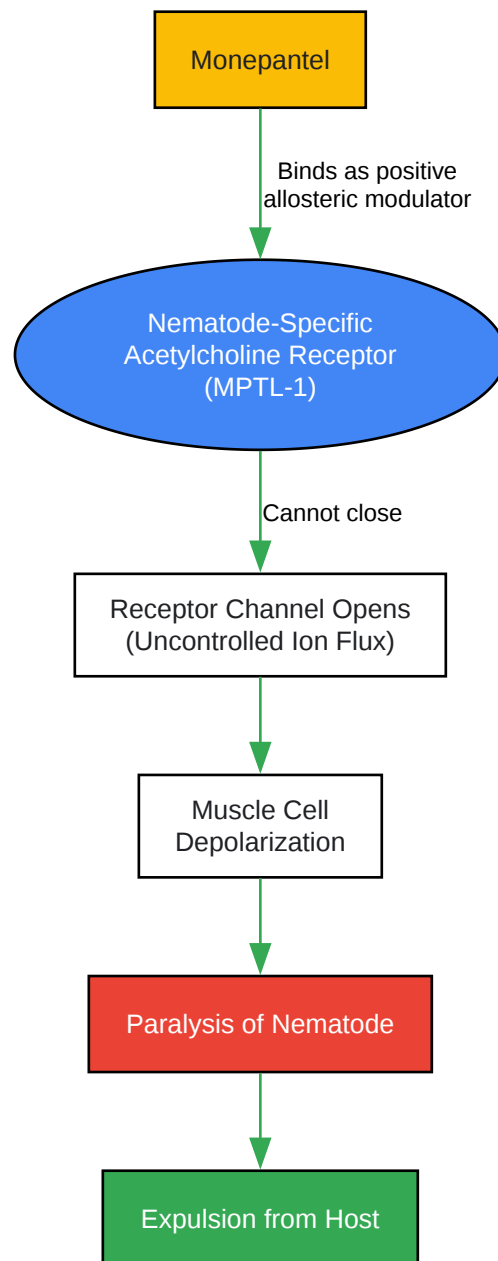 Monepantel
Binds as positive
allosteric modulator
Nematode-Specific
Acetylcholine Receptor
(MPTL-1)
Cannot close
Receptor Channel Opens
(Uncontrolled Ion Flux)
Muscle Cell
Depolarization
Paralysis of Nematode
Expulsion from Host